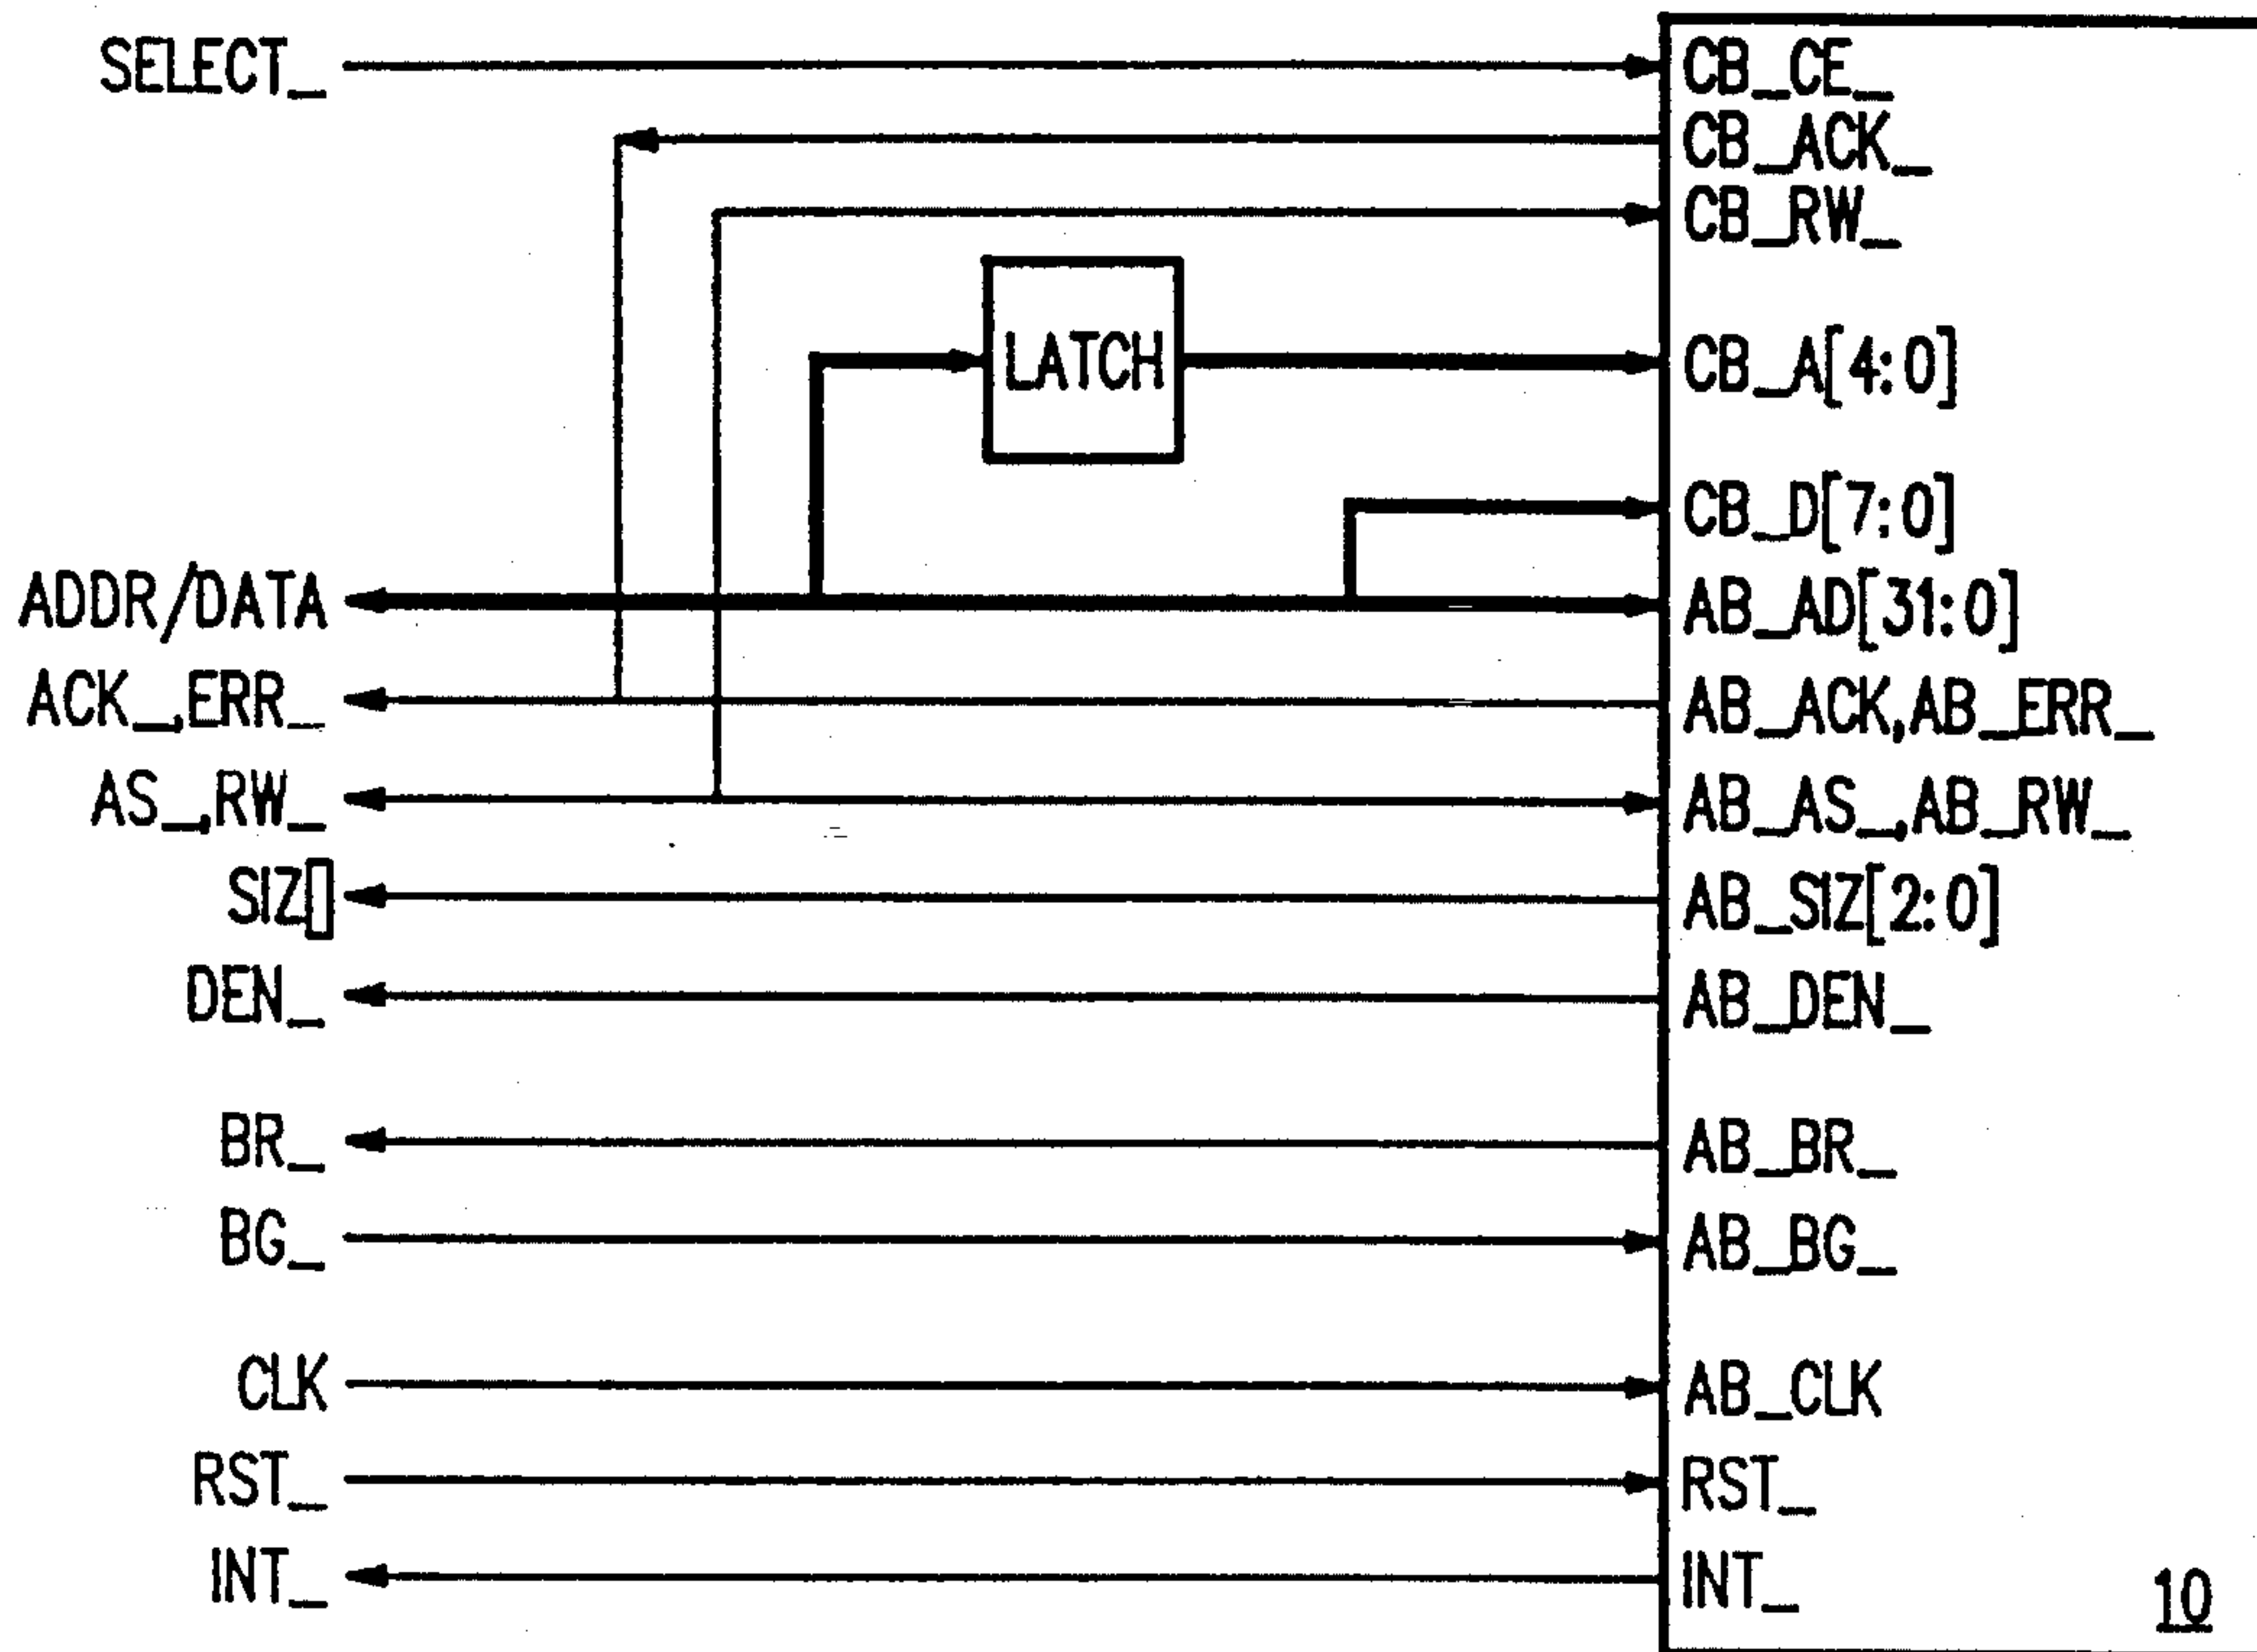 SELECT_
CB_CE_
CB_ACK_
CB_RW_
LATCH
CB_A[4:0]
CB_D[7:0]
ADDR/DATA
AB_AD[31:0]
ACK_,ERR_
AB_ACK,AB_ERR_
AS_,RW_
AB_AS_,AB_RW_
SIZ[]
AB_SIZ[2:0]
DEN_
AB_DEN_
BR_
AB_BR_
BG_
AB_BG_
CLK
AB_CLK
RST_
RST_
INT_
INT_
10